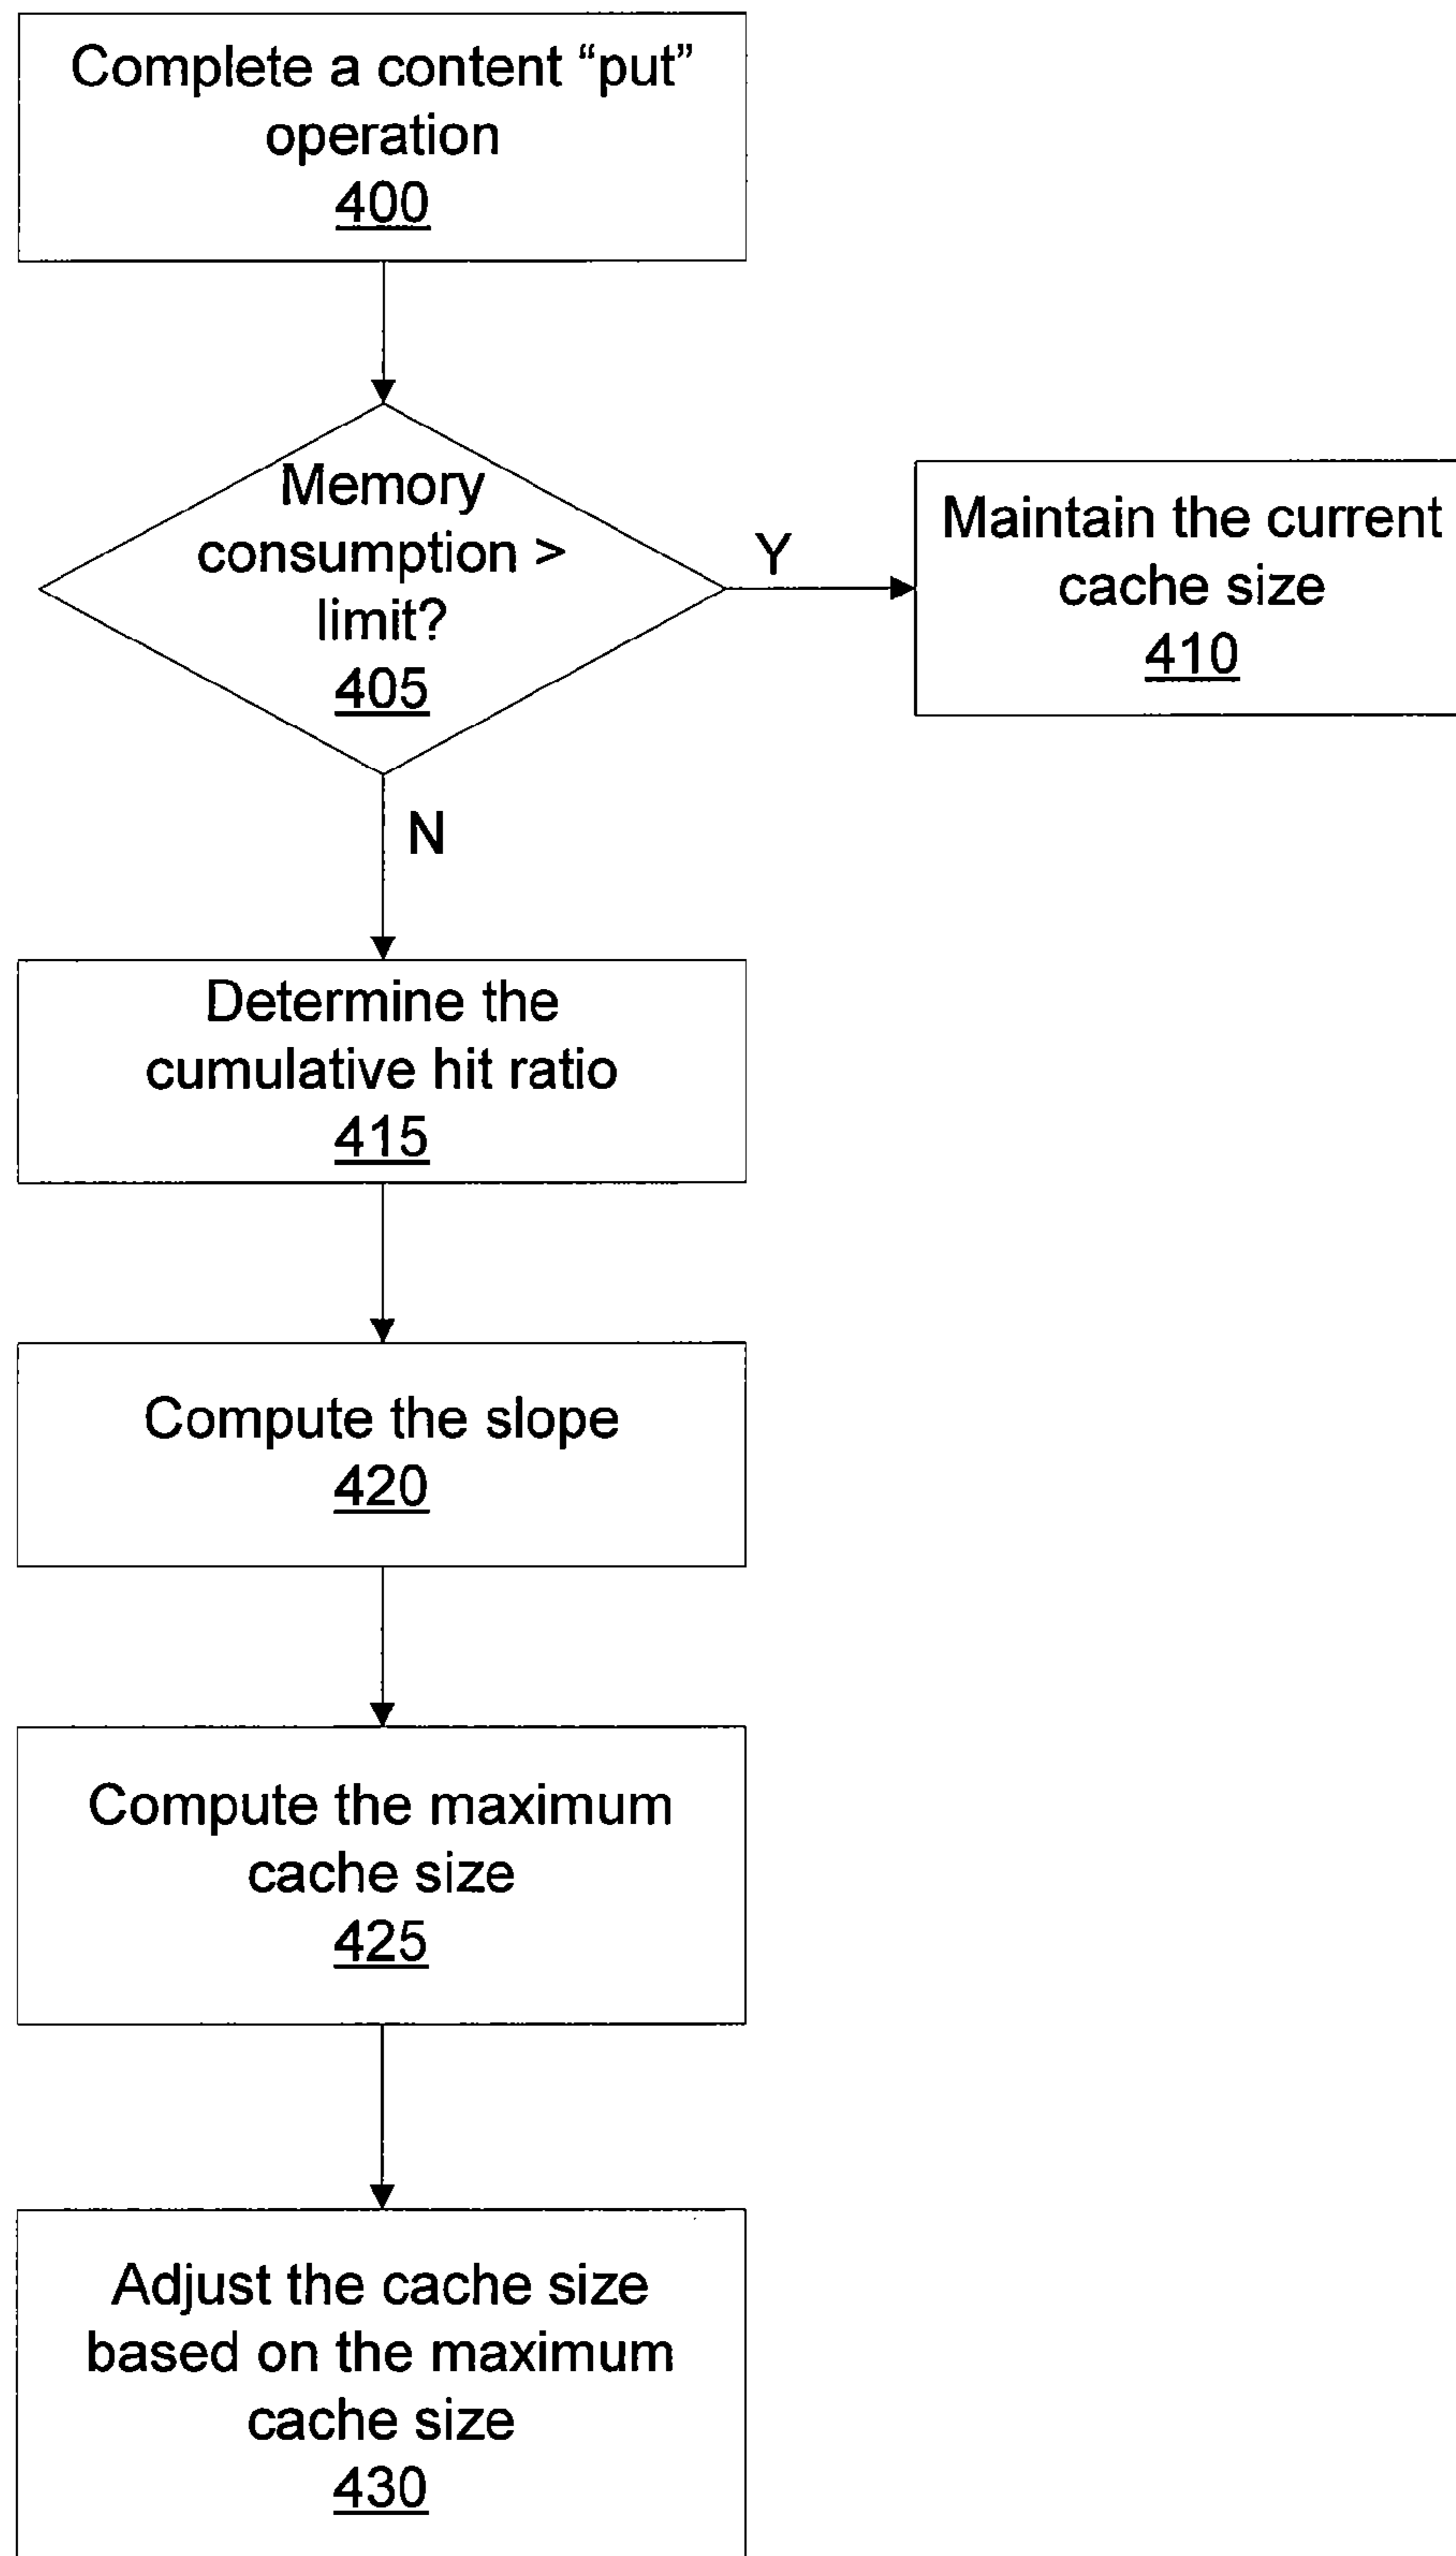 Complete a content “put”
operation
400
Memory
consumption >
limit?
405
Y
Maintain the current
cache size
410
N
Determine the
cumulative hit ratio
415
Compute the slope
420
Compute the maximum
cache size
425
Adjust the cache size
based on the maximum
cache size
430